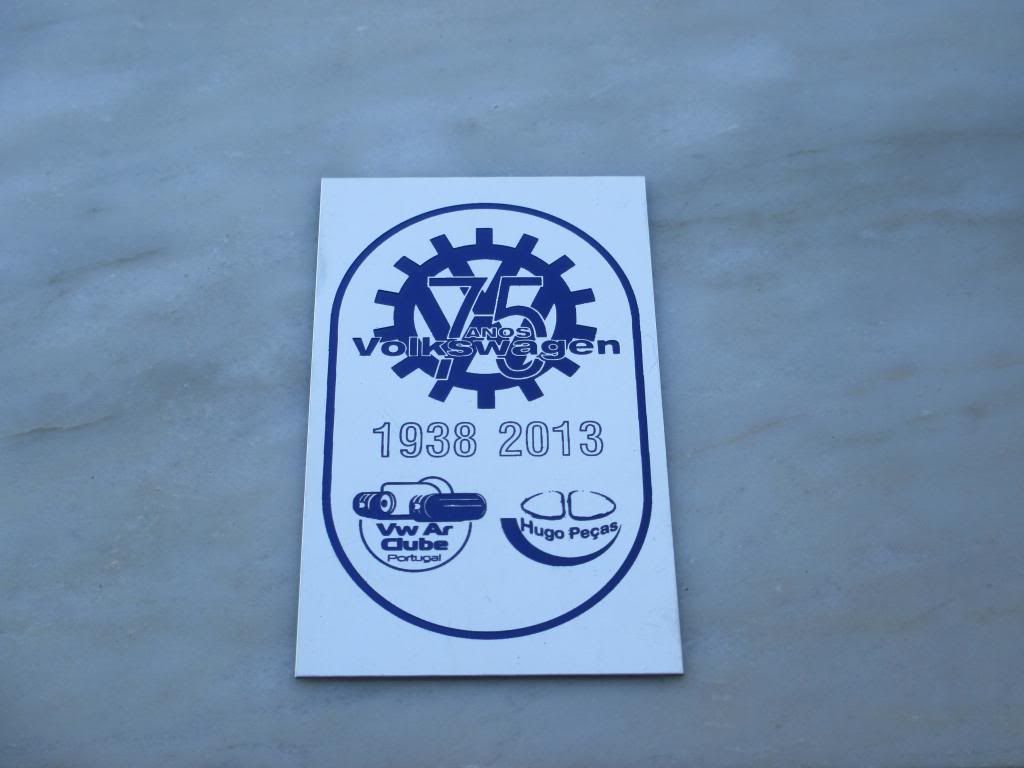 75
ANOS
Volkswagen
1938 2013
Vw Ar
Clube
Portugal
Hugo Peças